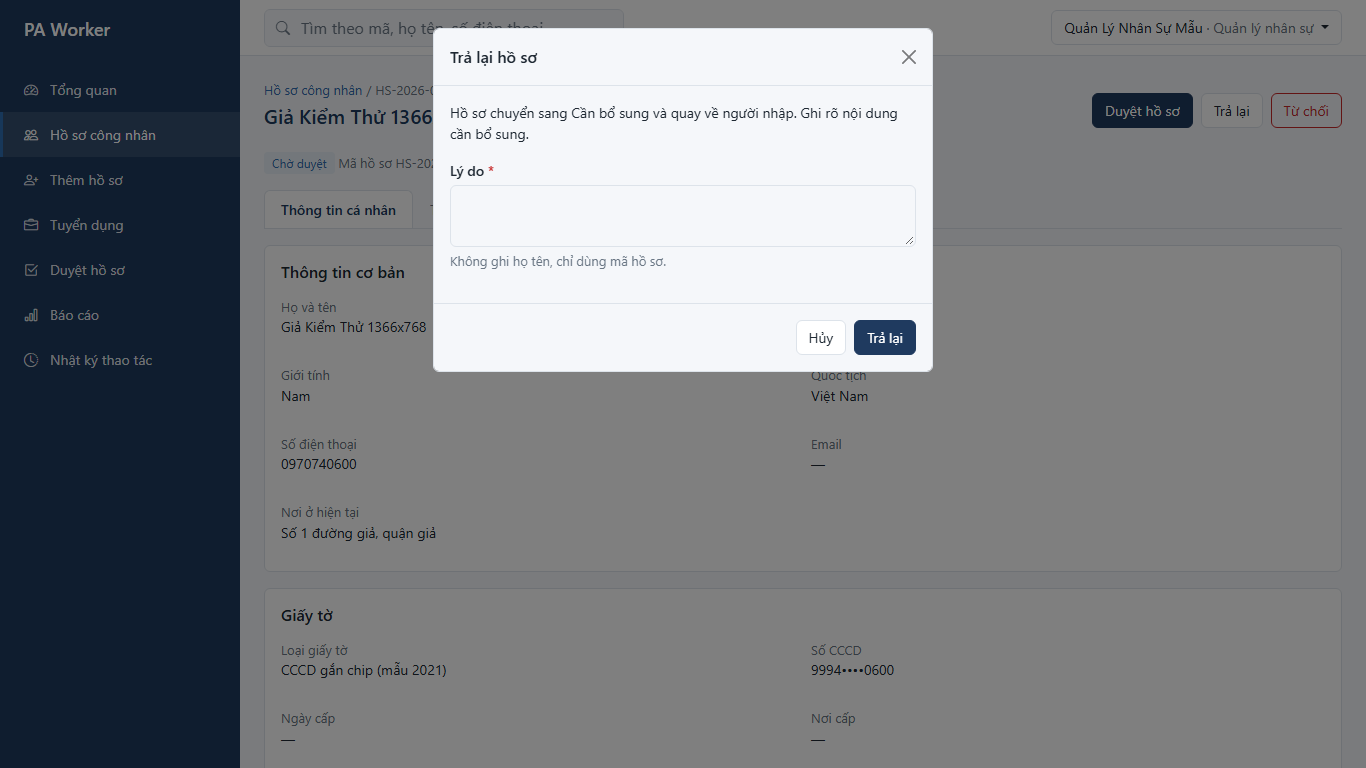 PA Worker
Tìm theo mã, họ tên, số điện thoại
Quản Lý Nhân Sự Mẫu · Quản lý nhân sự
Tổng quan
Hồ sơ công nhân
Thêm hồ sơ
Tuyển dụng
Duyệt hồ sơ
Báo cáo
Nhật ký thao tác
Hồ sơ công nhân / HS-2026-
Giả Kiểm Thử 1366
Duyệt hồ sơ
Trả lại
Từ chối
Chờ duyệt Mã hồ sơ HS-202
Thông tin cá nhân
Trả lại hồ sơ
Hồ sơ chuyển sang Cần bổ sung và quay về người nhập. Ghi rõ nội dung
cần bổ sung.
Lý do *
Không ghi họ tên, chỉ dùng mã hồ sơ.
Hủy
Trả lại
Thông tin cơ bản
Họ và tên
Giả Kiểm Thử 1366x768
Giới tính
Nam
Quốc tịch
Việt Nam
Số điện thoại
0970740600
Email
—
Nơi ở hiện tại
Số 1 đường giả, quận giả
Giấy tờ
Loại giấy tờ
CCCD gắn chip (mẫu 2021)
Số CCCD
9994••••0600
Ngày cấp
—
Nơi cấp
—